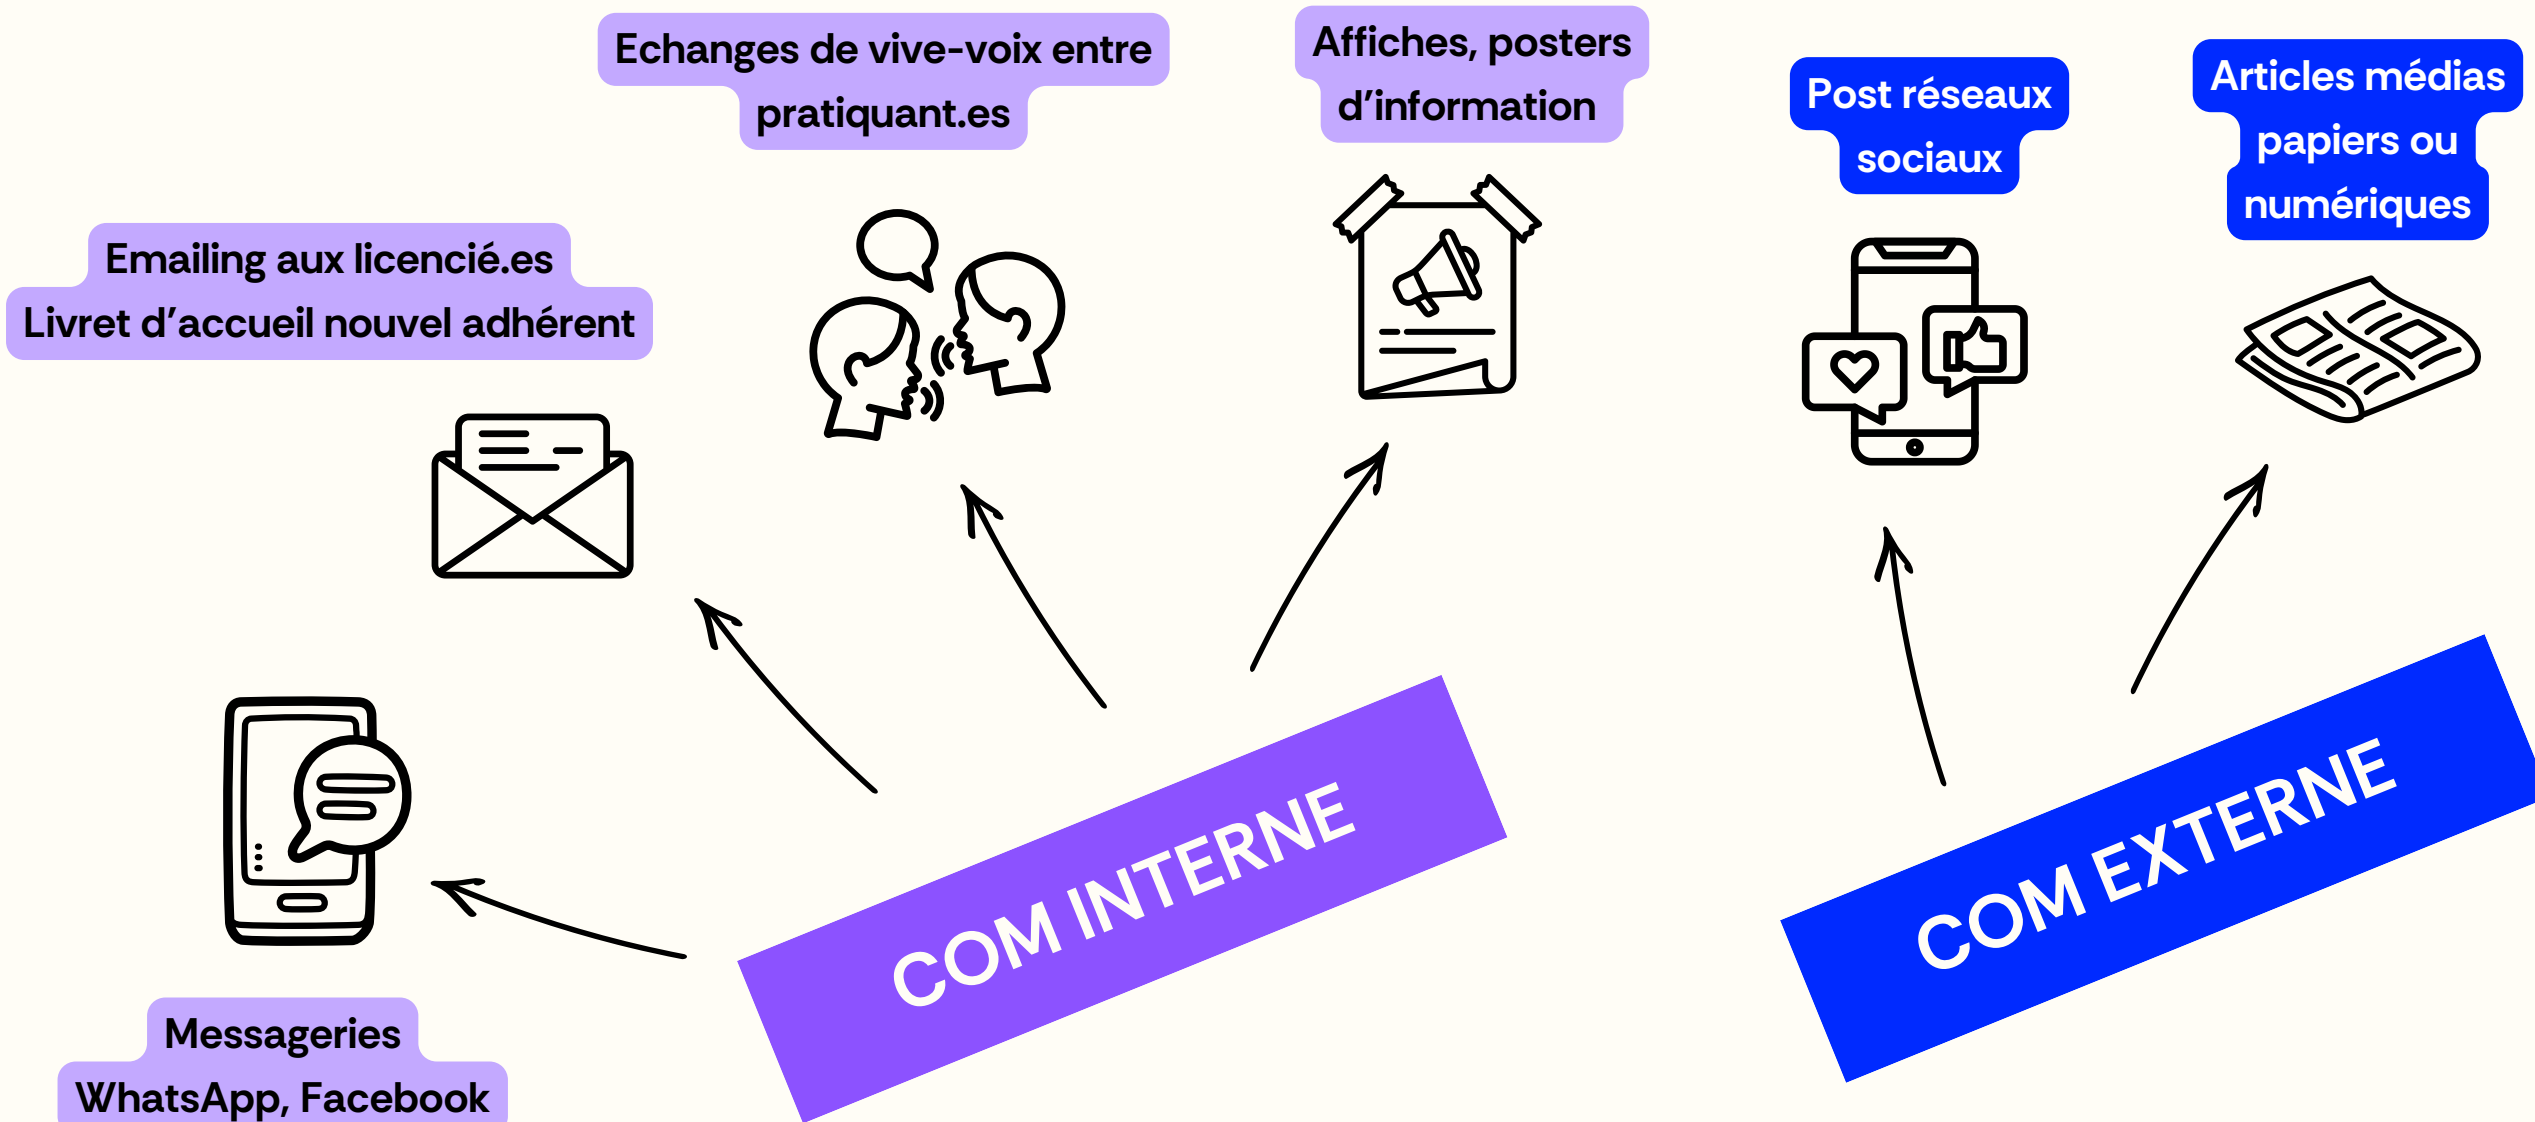 Echanges de vive-voix entre
pratiquant.es
Affiches, posters
d’information
Post réseaux
sociaux
Articles médias
papiers ou
numériques
Emailing aux licencié.es
Livret d’accueil nouvel adhérent
Messageries
WhatsApp, Facebook
COM INTERNE
COM EXTERNE